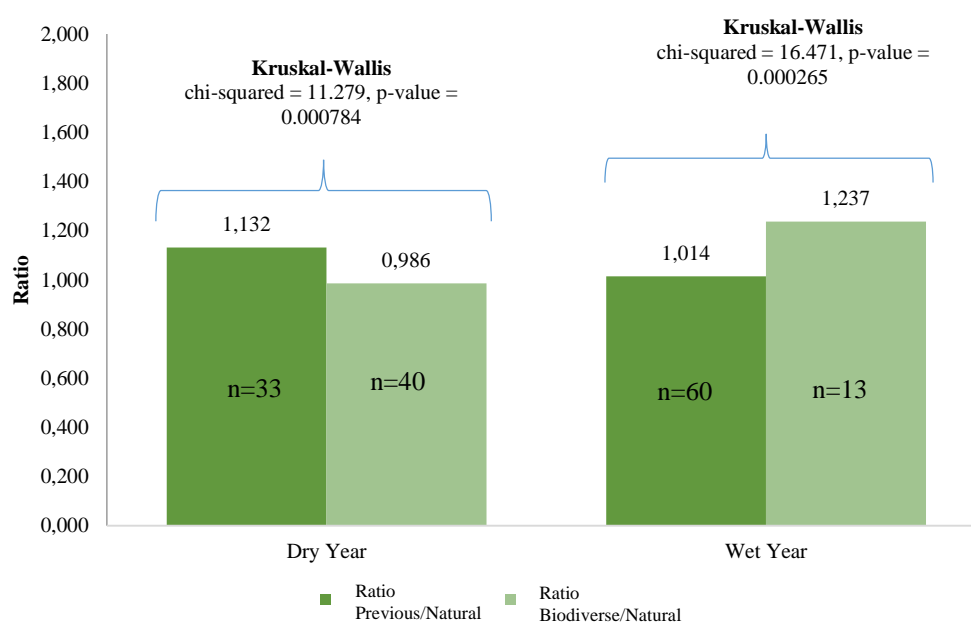 Kruskal-Wallis
chi-squared = 11.279, p-value =
0.000784
Kruskal-Wallis
chi-squared = 16.471, p-value =
0.000265
2,000
1,800
1,600
1,400
1,200
1,000
0,800
0,600
0,400
0,200
0,000
Ratio
1,132
0,986
1,014
1,237
n=33
n=40
n=60
n=13
Dry Year
Wet Year
Ratio
Previous/Natural
Ratio
Biodiverse/Natural